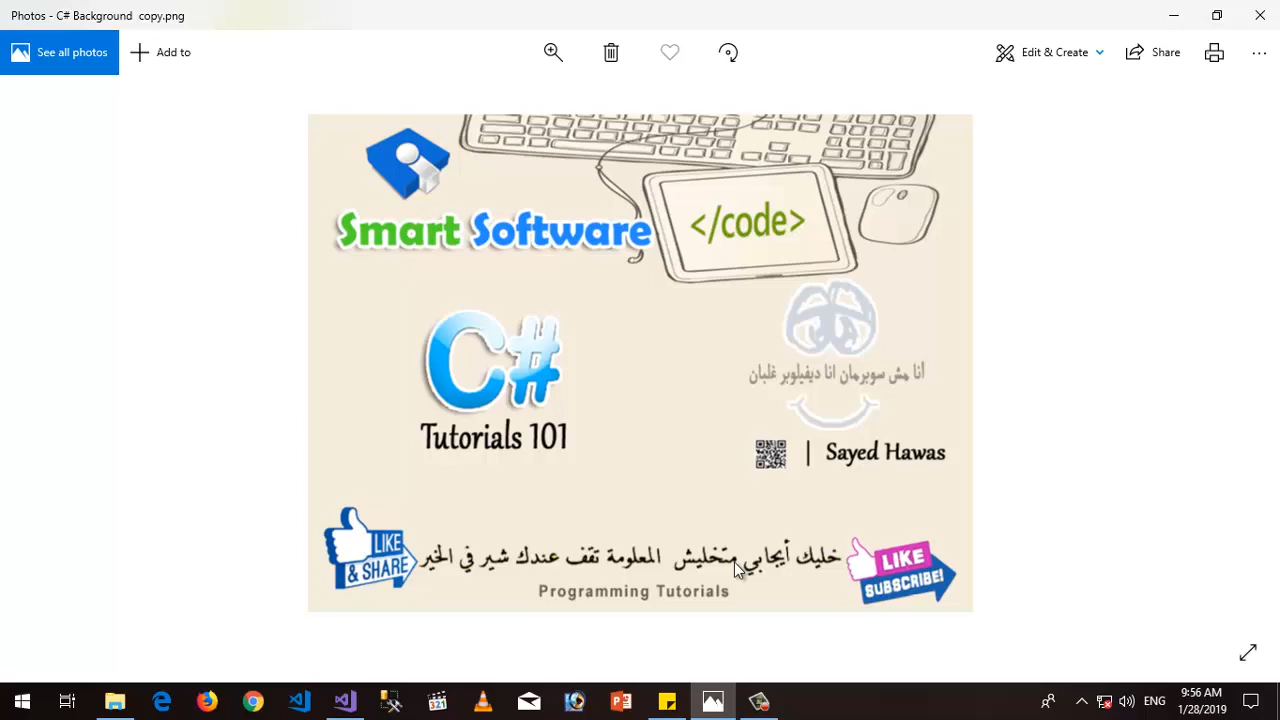 Photos - C# Background copy.png
See all photos
Add to
Edit & Create
Share
Smart Software
</code>
C#
Tutorials 101
أنا مش سوبرمان انا ديفيلوبر غلبان
| Sayed Hawas
LIKE
& SHARE
خليك أيجابي متخليش المعلومة تقف عندك شير في الخير
LIKE
SUBSCRIBE!
Programming Tutorials
321
ENG
9:56 AM
1/28/2019